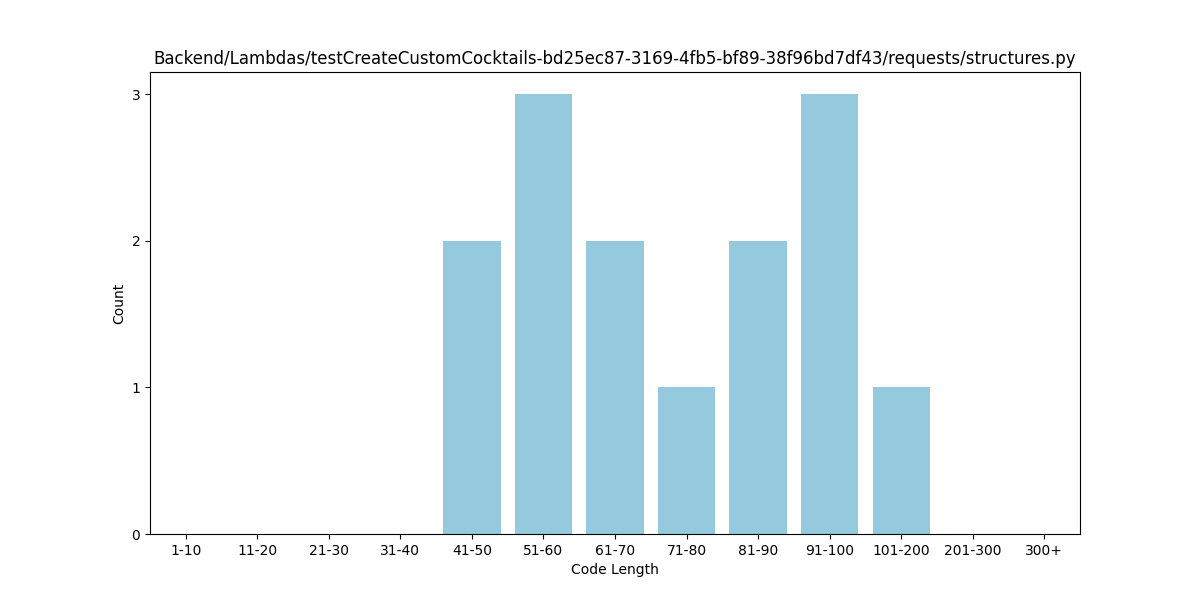 Backend/Lambdas/testCreateCustomCocktails-bd25ec87-3169-4fb5-bf89-38f96bd7df43/requests/structures.py
3
2
1
0
Count
1-10 11-20 21-30 31-40 41-50 51-60 61-70 71-80 81-90 91-100 101-200 201-300 300+
Code Length